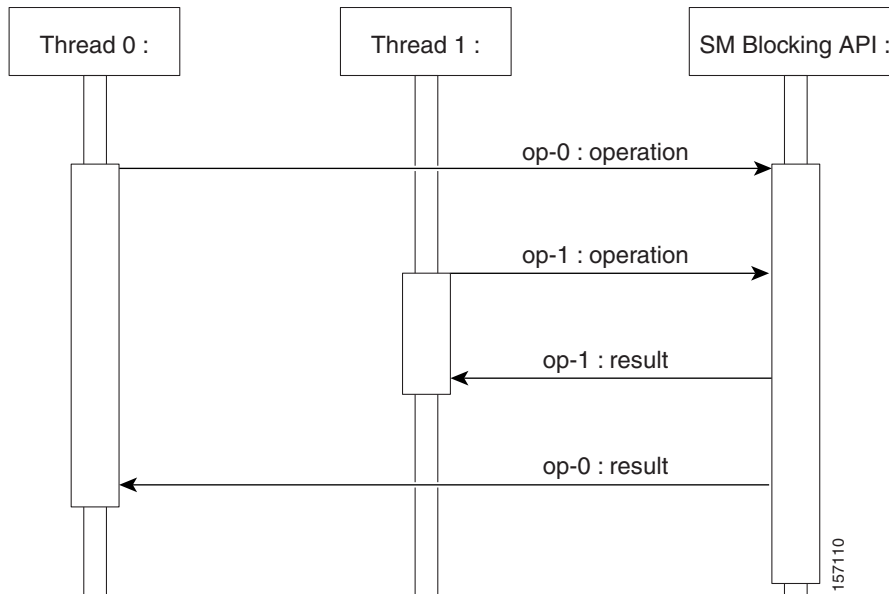 Thread 0 :
Thread 1 :
SM Blocking API :
op-0 : operation
op-1 : operation
op-1 : result
op-0 : result
157110